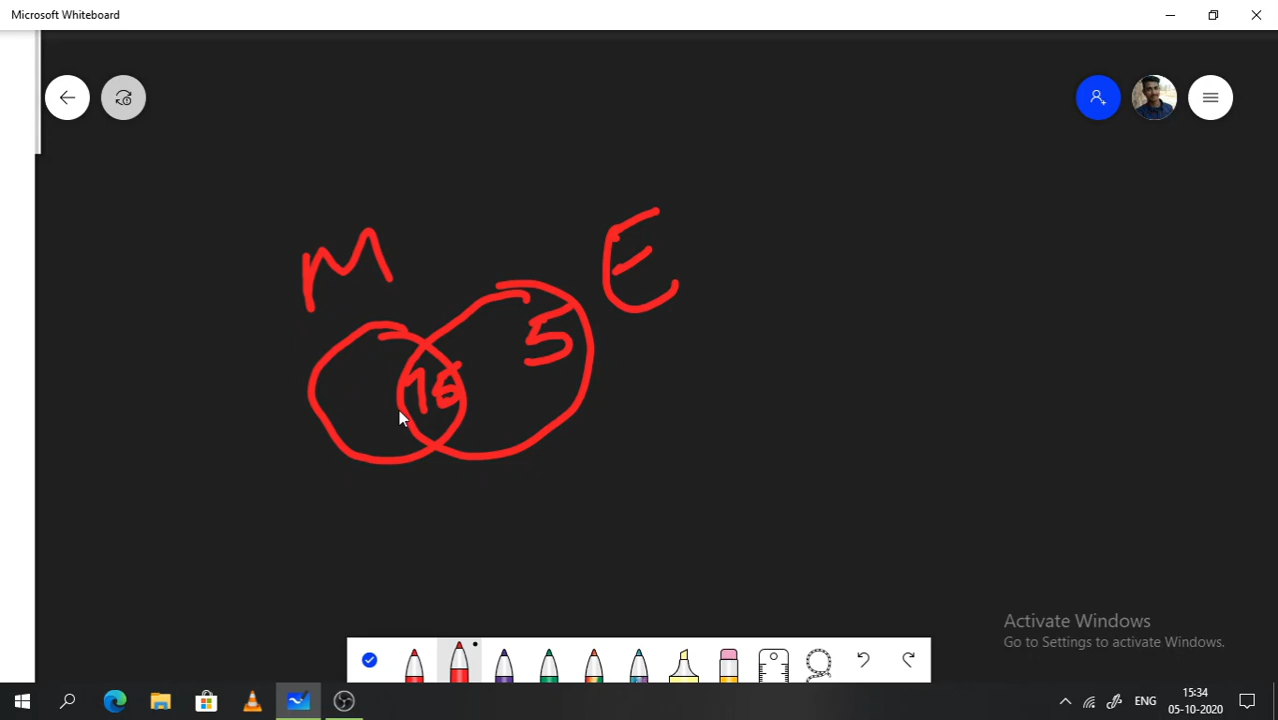 Microsoft Whiteboard
M
E
5
15
Activate Windows
Go to Settings to activate Windows.
ENG
15:34
05-10-2020